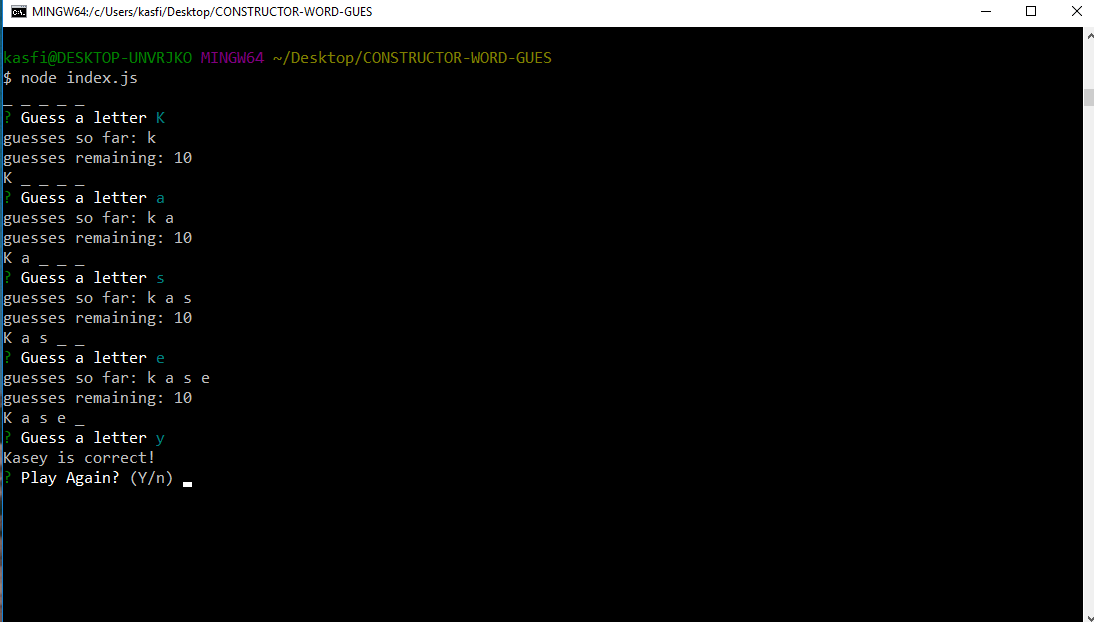 MINGW64:/c/Users/kasfi/Desktop/CONSTRUCTOR-WORD-GUES
kasfi@DESKTOP-UNVRJKO MINGW64 ~/Desktop/CONSTRUCTOR-WORD-GUES
$ node index.js
_ _ _ _ _
? Guess a letter K
guesses so far: k
guesses remaining: 10
K _ _ _ _
? Guess a letter a
guesses so far: k a
guesses remaining: 10
K a _ _ _
? Guess a letter s
guesses so far: k a s
guesses remaining: 10
K a s _ _
? Guess a letter e
guesses so far: k a s e
guesses remaining: 10
K a s e _
? Guess a letter y
Kasey is correct!
? Play Again? (Y/n)